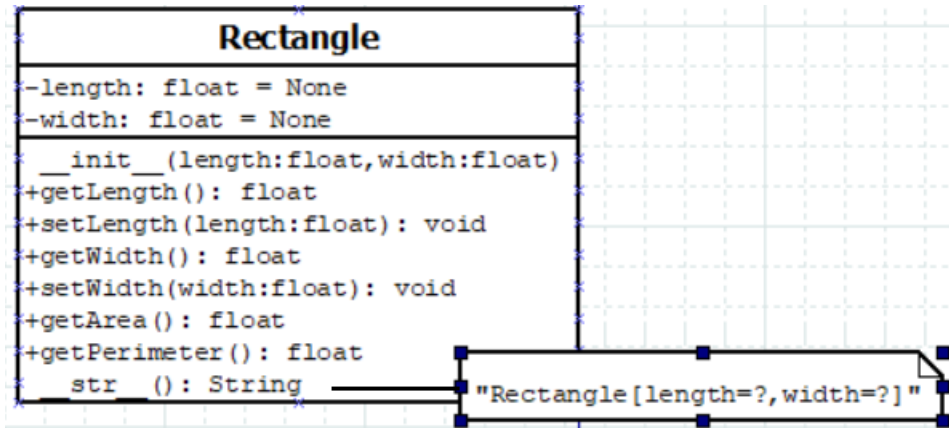 Rectangle
-length: float = None
-width: float = None
__init__(length:float,width:float)
+getLength(): float
+setLength(length:float): void
+getWidth(): float
+setWidth(width:float): void
+getArea(): float
+getPerimeter(): float
__str__(): String
"Rectangle[length=?,width=?]"